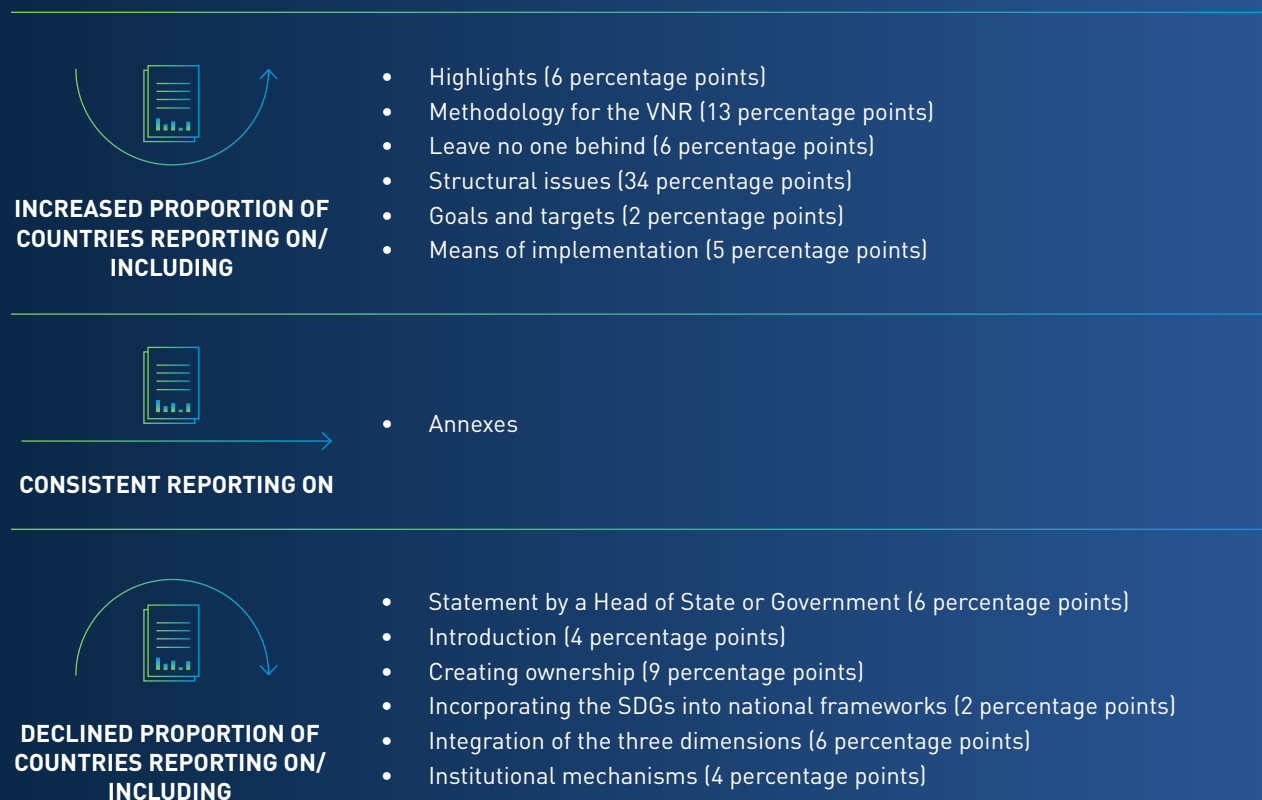 INCREASED PROPORTION OF
COUNTRIES REPORTING ON/
INCLUDING
• Highlights (6 percentage points)
• Methodology for the VNR (13 percentage points)
• Leave no one behind (6 percentage points)
• Structural issues (34 percentage points)
• Goals and targets (2 percentage points)
• Means of implementation (5 percentage points)
CONSISTENT REPORTING ON
• Annexes
DECLINED PROPORTION OF
COUNTRIES REPORTING ON/
INCLUDING
• Statement by a Head of State or Government (6 percentage points)
• Introduction (4 percentage points)
• Creating ownership (9 percentage points)
• Incorporating the SDGs into national frameworks (2 percentage points)
• Integration of the three dimensions (6 percentage points)
• Institutional mechanisms (4 percentage points)